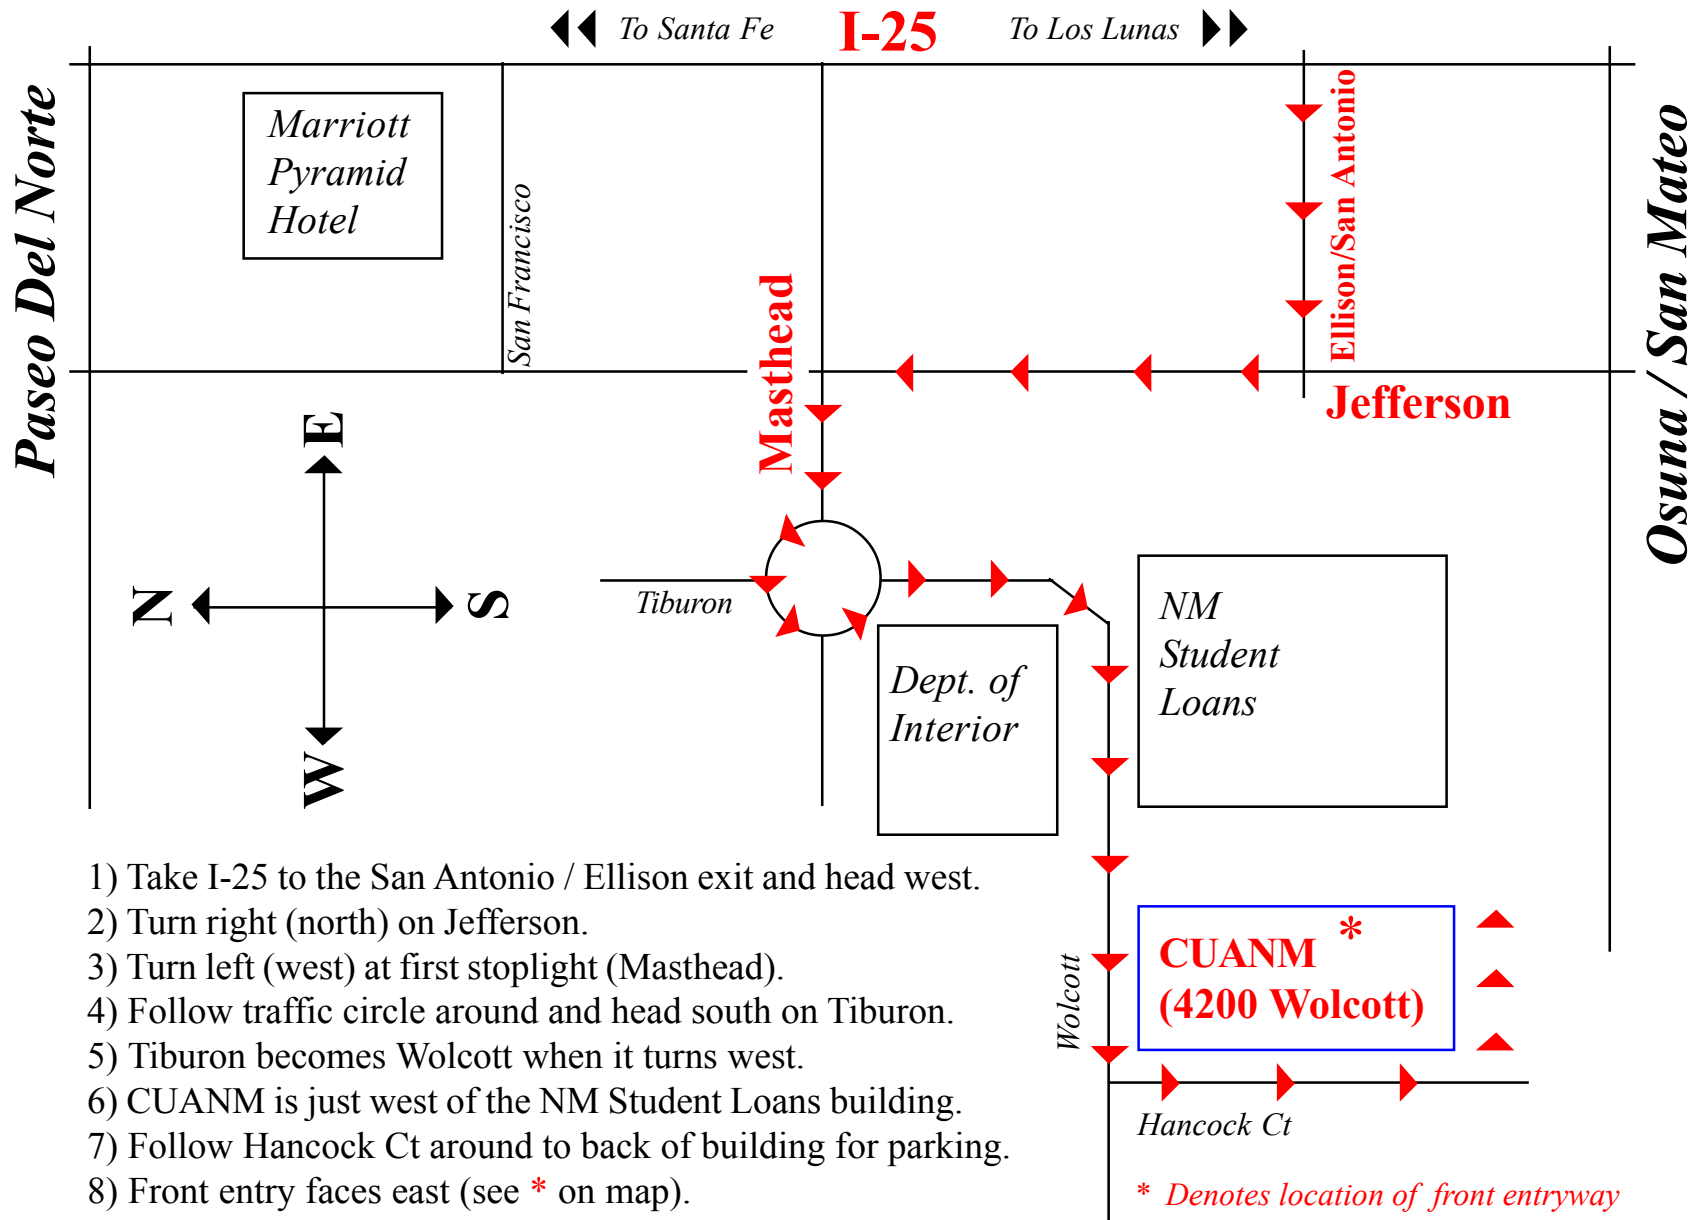 To Santa Fe
I-25
To Los Lunas
Paseo Del Norte
Marriott
Pyramid
Hotel
San Francisco
Masthead
Ellison/San Antonio
Jefferson
Osuna / San Mateo
E
N
S
W
Tiburon
Dept. of
Interior
NM
Student
Loans
Wolcott
CUANM *
(4200 Wolcott)
Hancock Ct
1) Take I-25 to the San Antonio / Ellison exit and head west.
2) Turn right (north) on Jefferson.
3) Turn left (west) at first stoplight (Masthead).
4) Follow traffic circle around and head south on Tiburon.
5) Tiburon becomes Wolcott when it turns west.
6) CUANM is just west of the NM Student Loans building.
7) Follow Hancock Ct around to back of building for parking.
8) Front entry faces east (see * on map).
* Denotes location of front entryway